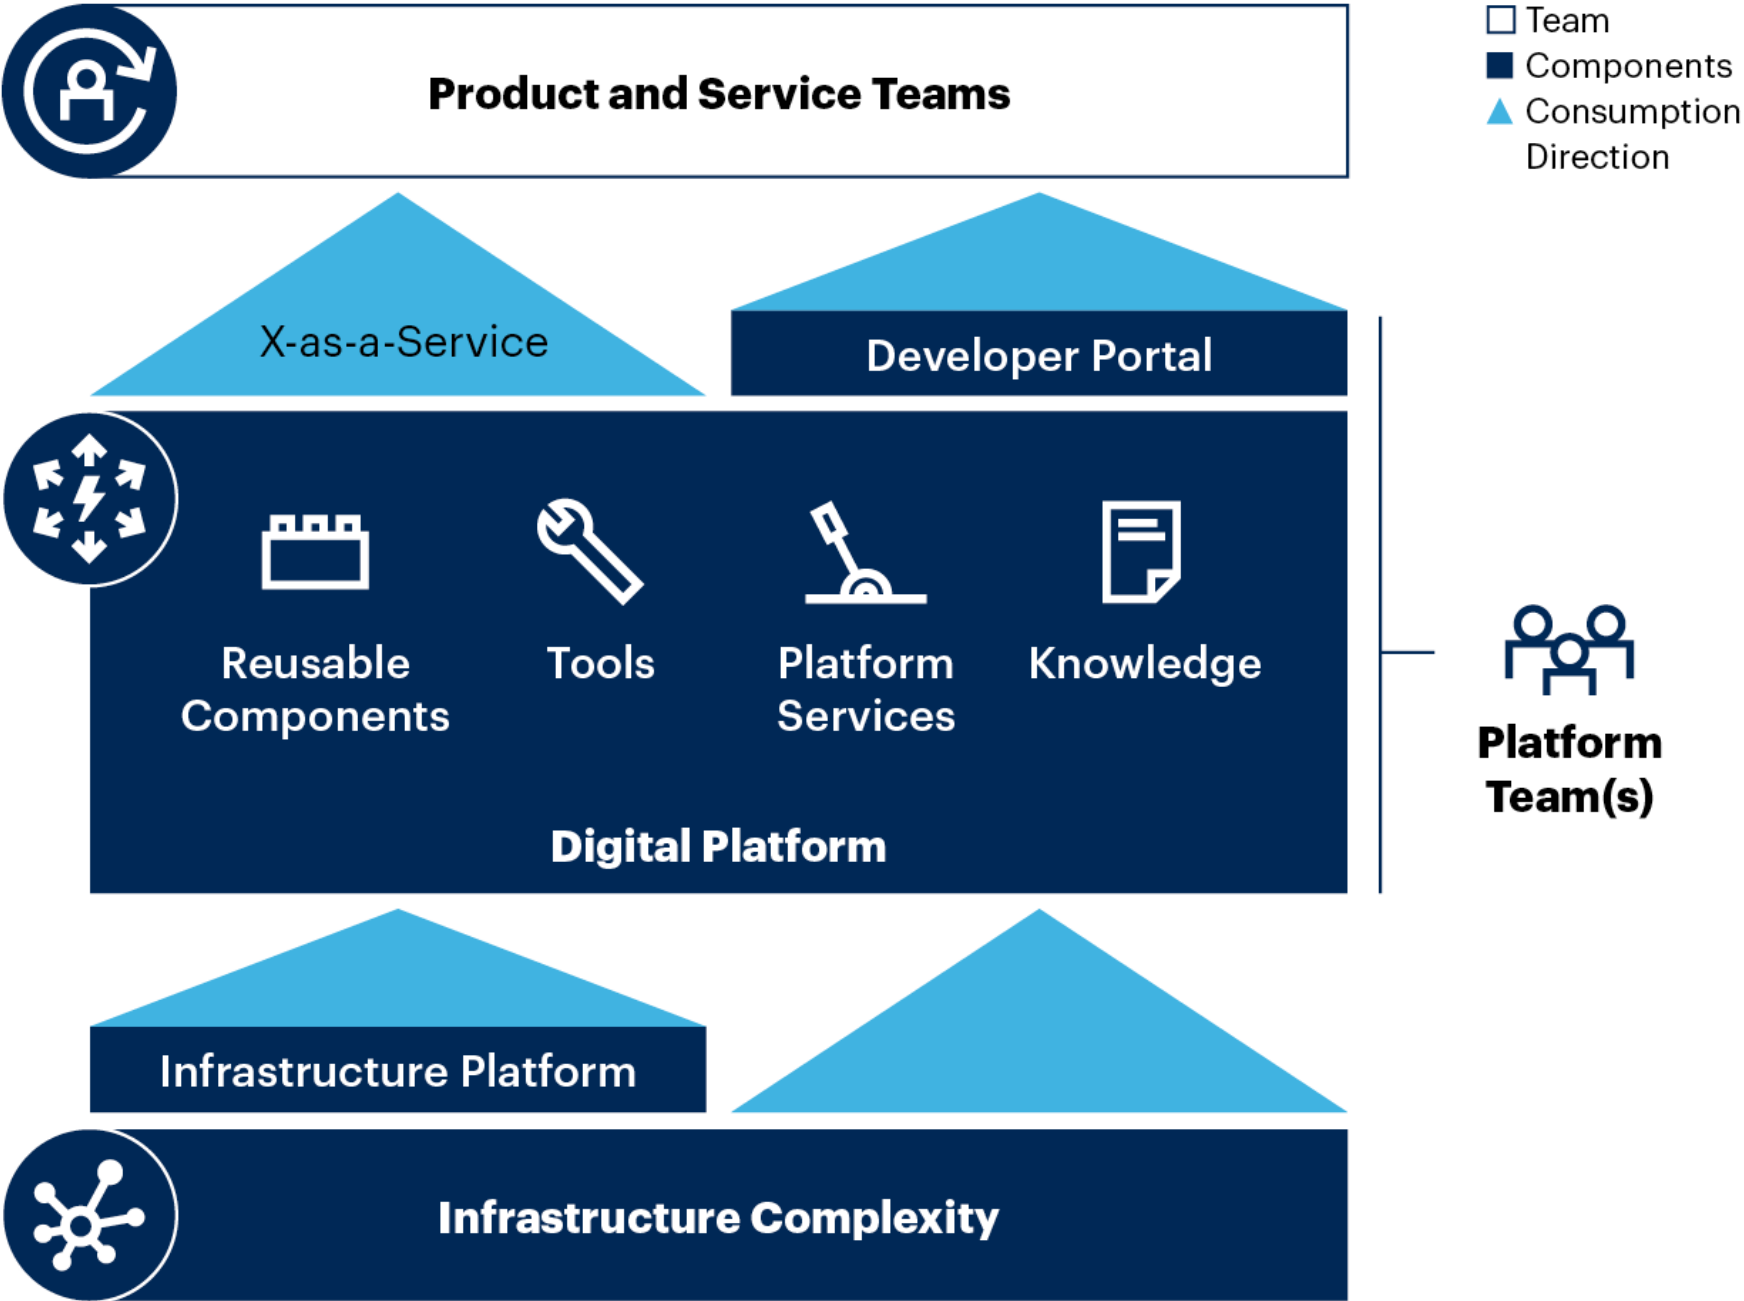 Product and Service Teams
Team
Components
Consumption
Direction
X-as-a-Service
Developer Portal
Reusable
Components
Tools
Platform
Services
Knowledge
Digital Platform
Platform
Team(s)
Infrastructure Platform
Infrastructure Complexity